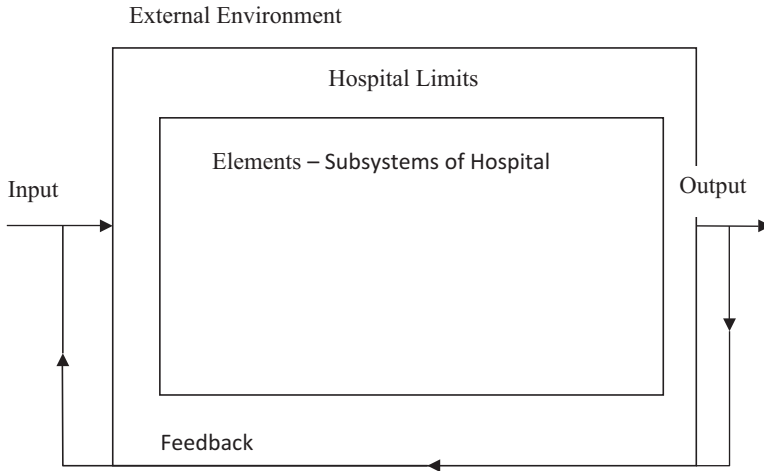 External Environment
Hospital Limits
Elements – Subsystems of Hospital
Input
Output
Feedback